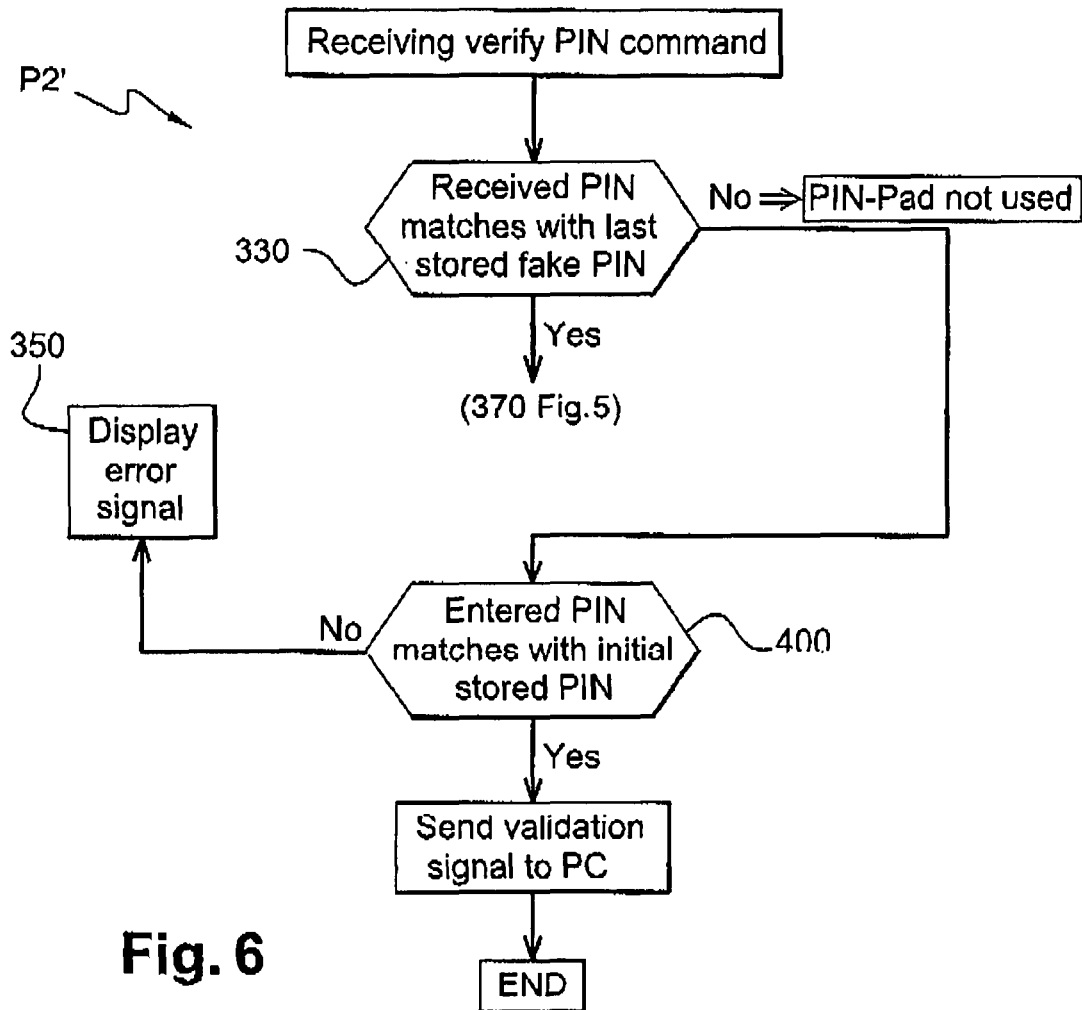 Receiving verify PIN command
P2'
Received PIN
matches with last
stored fake PIN
No ⇒ PIN-Pad not used
330
Yes
(370 Fig.5)
350
Display
error
signal
No
Entered PIN
matches with initial
stored PIN
400
Yes
Send validation
signal to PC
Fig. 6
END